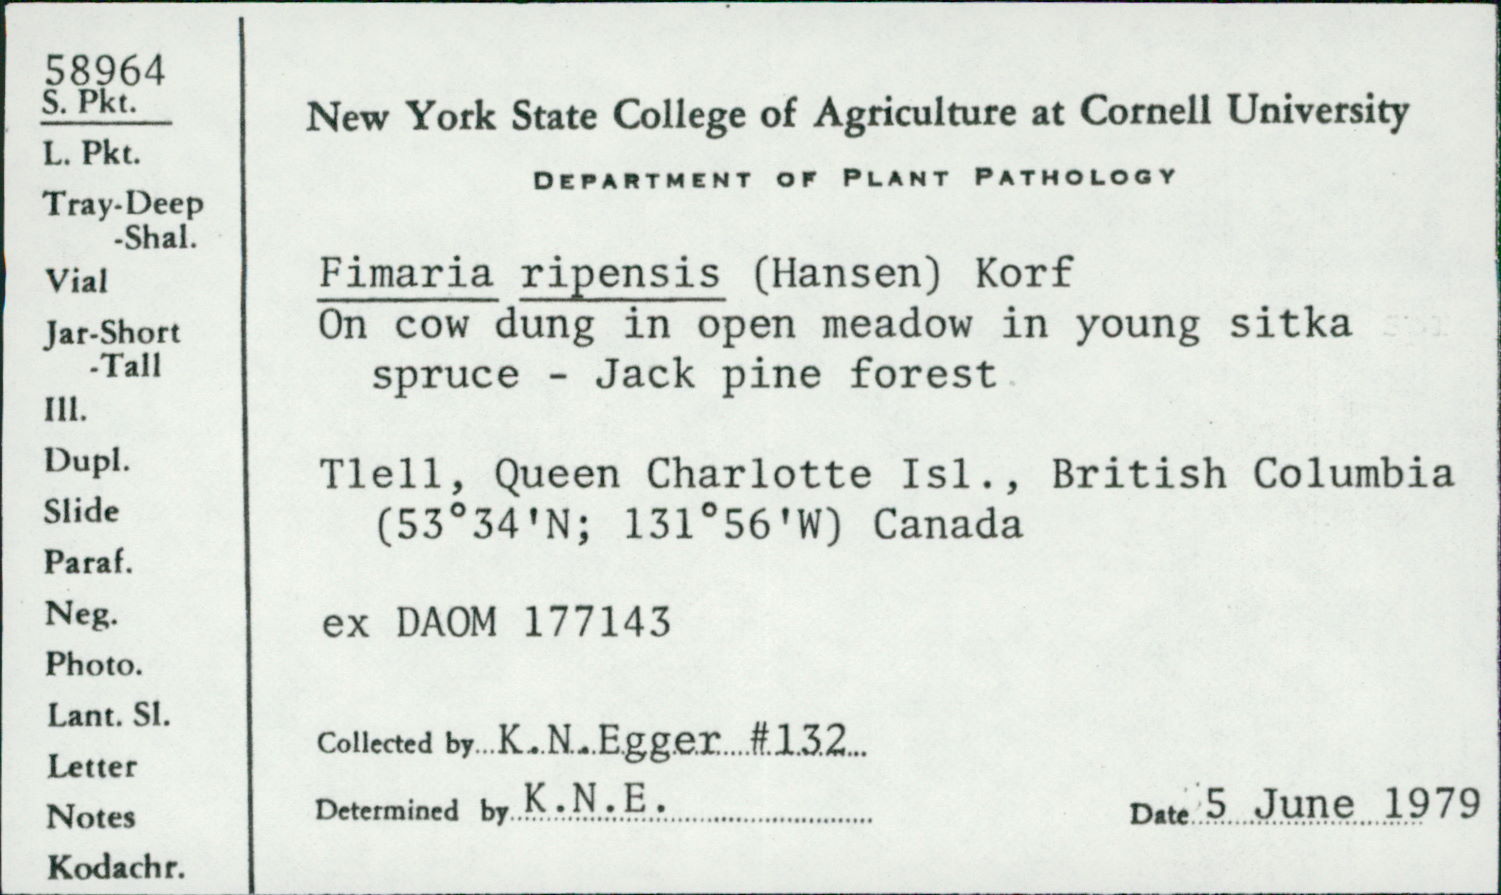 58964
S. Pkt.
L. Pkt.
Tray-Deep
-Shal.
Vial
Jar-Short
-Tall
Ill.
Dupl.
Slide
Paraf.
Neg.
Photo.
Lant. Sl.
Letter
Notes
Kodachr.
New York State College of Agriculture at Cornell University
DEPARTMENT OF PLANT PATHOLOGY
Fimaria ripensis (Hansen) Korf
On cow dung in open meadow in young sitka
spruce - Jack pine forest
Tlell, Queen Charlotte Isl., British Columbia
(53°34'N; 131°56'W) Canada
ex DAOM 177143
Collected by K.N.Egger #132
Determined by K.N.E.
Date 5 June 1979